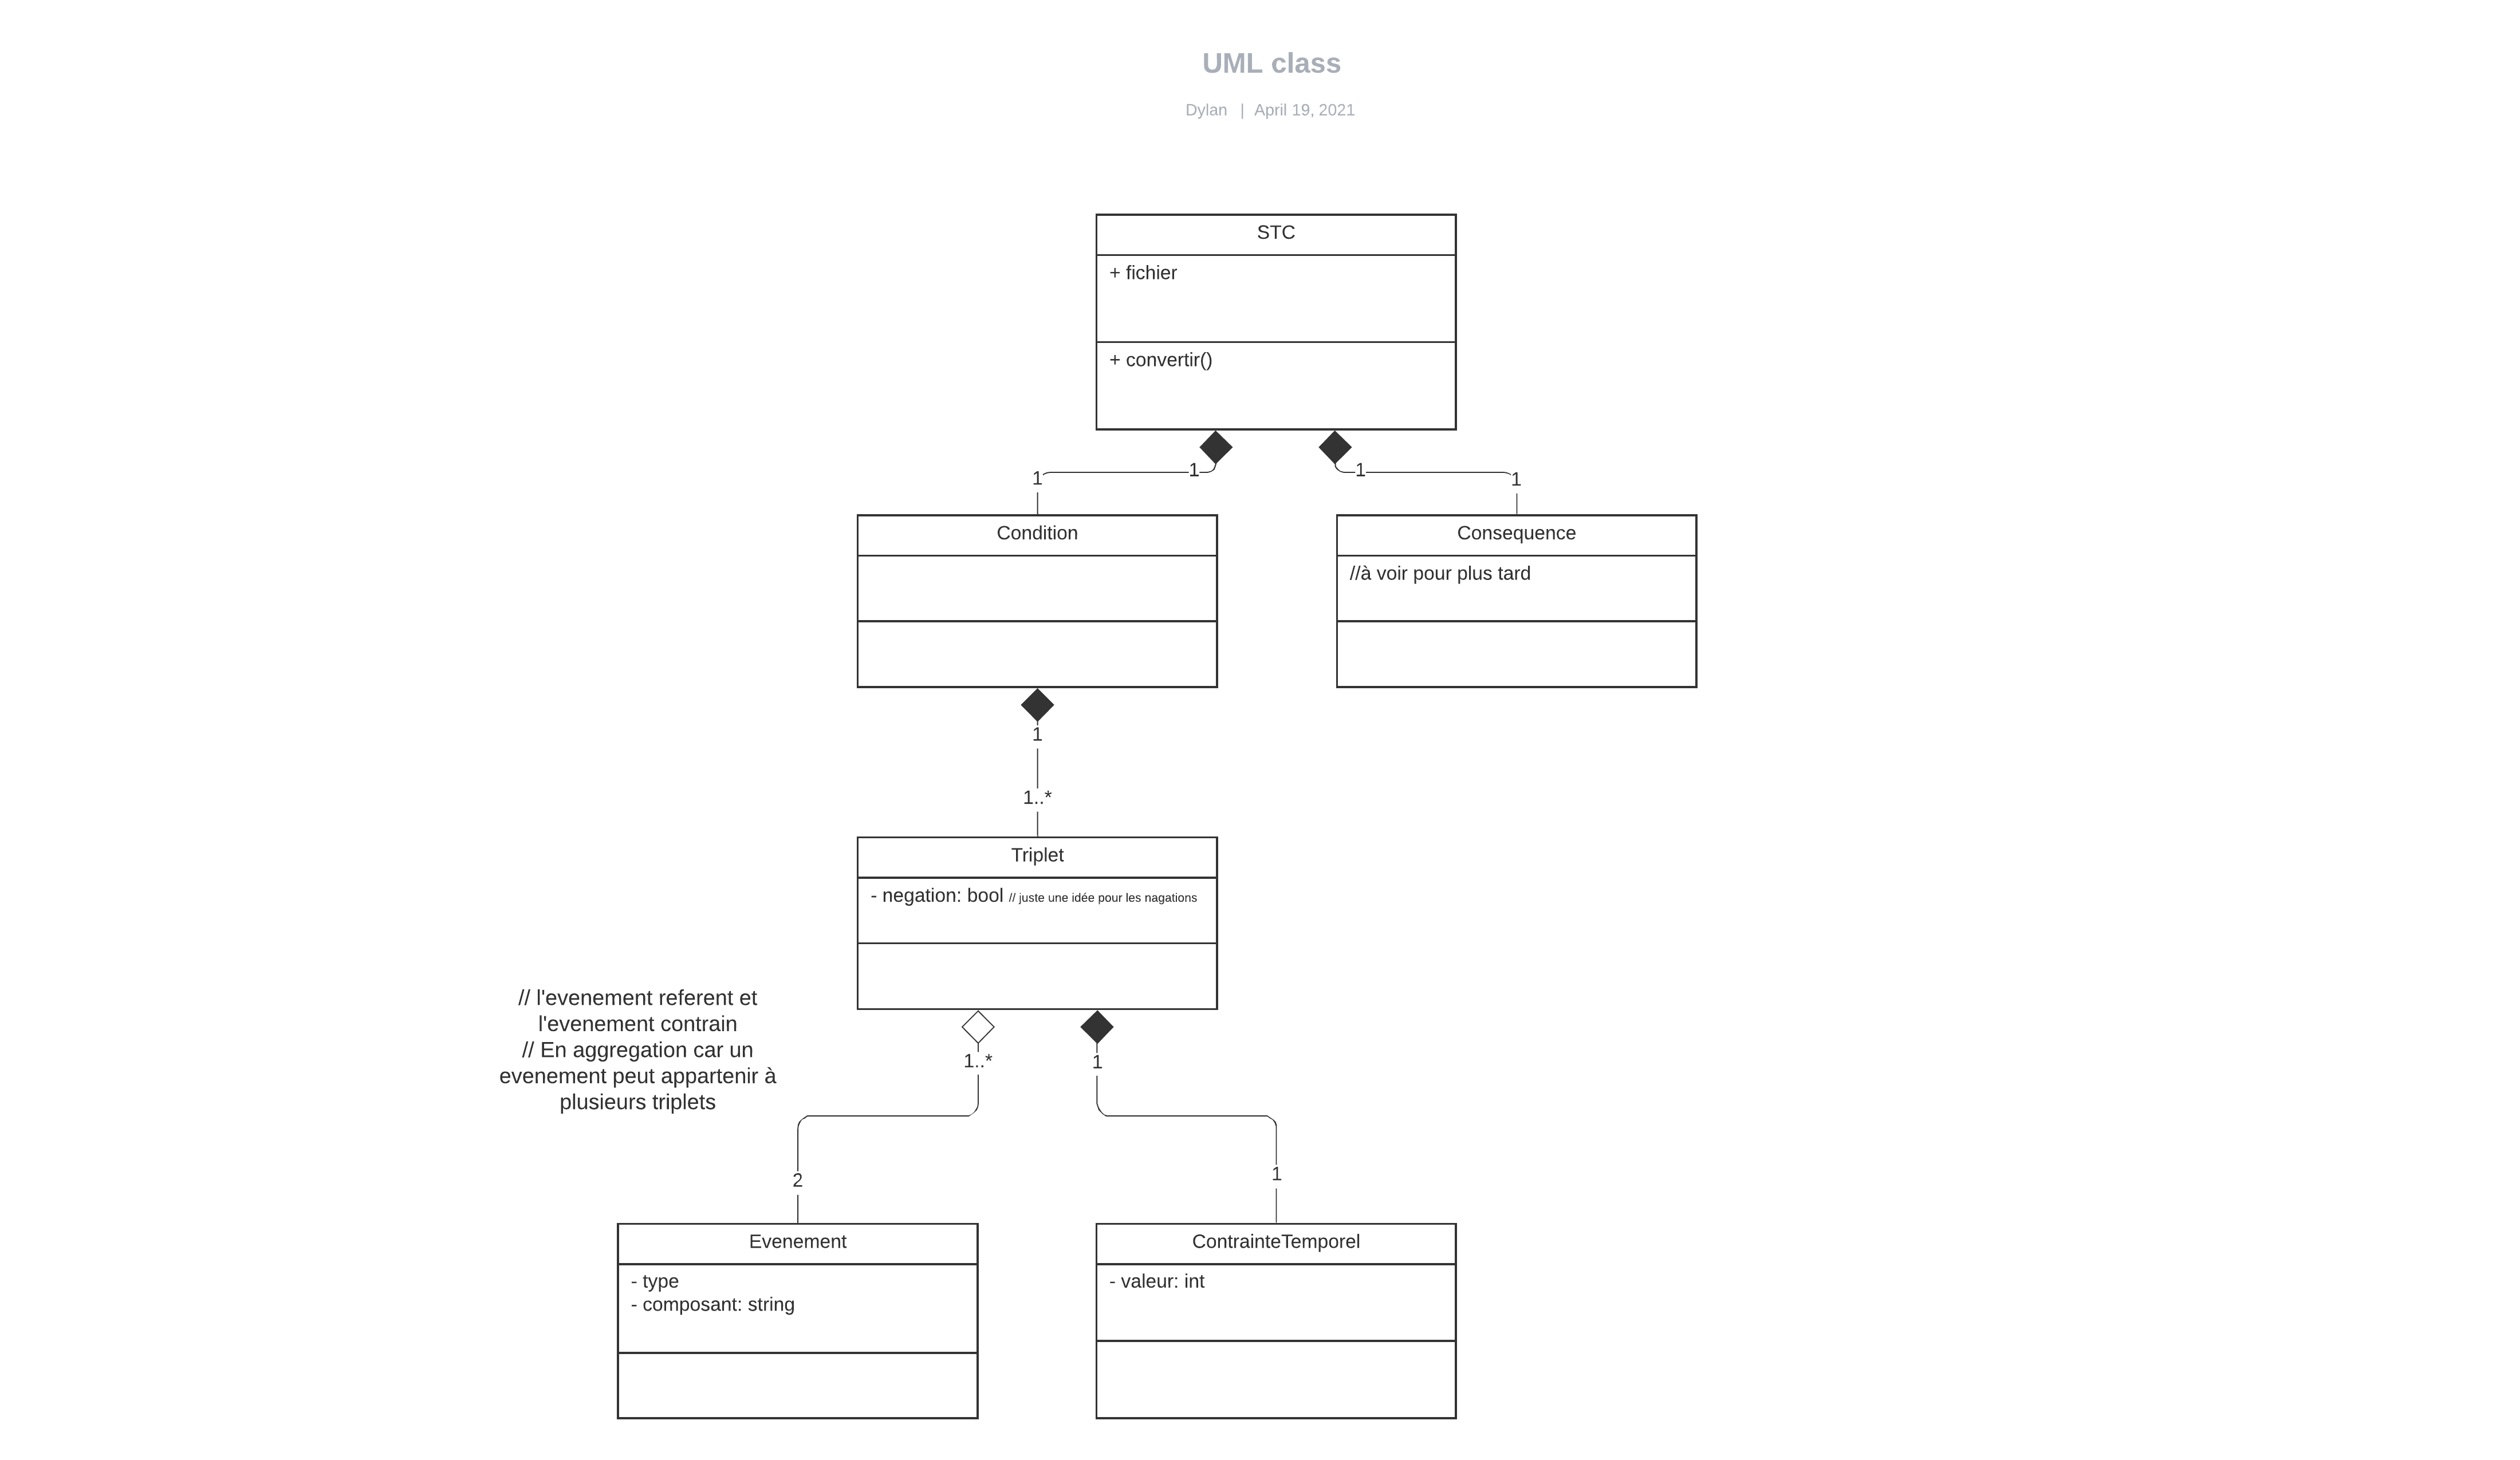 UML class
Dylan | April 19, 2021
STC
+ fichier
+ convertir()
1
1
1
1
Condition
Consequence
//à voir pour plus tard
1
1..*
Triplet
- negation: bool // juste une idée pour les nagations
// l'evenement referent et
l'evenement contrain
// En aggregation car un
evenement peut appartenir à
plusieurs triplets
1..*
1
2
1
Evenement
- type
- composant: string
ContrainteTemporel
- valeur: int